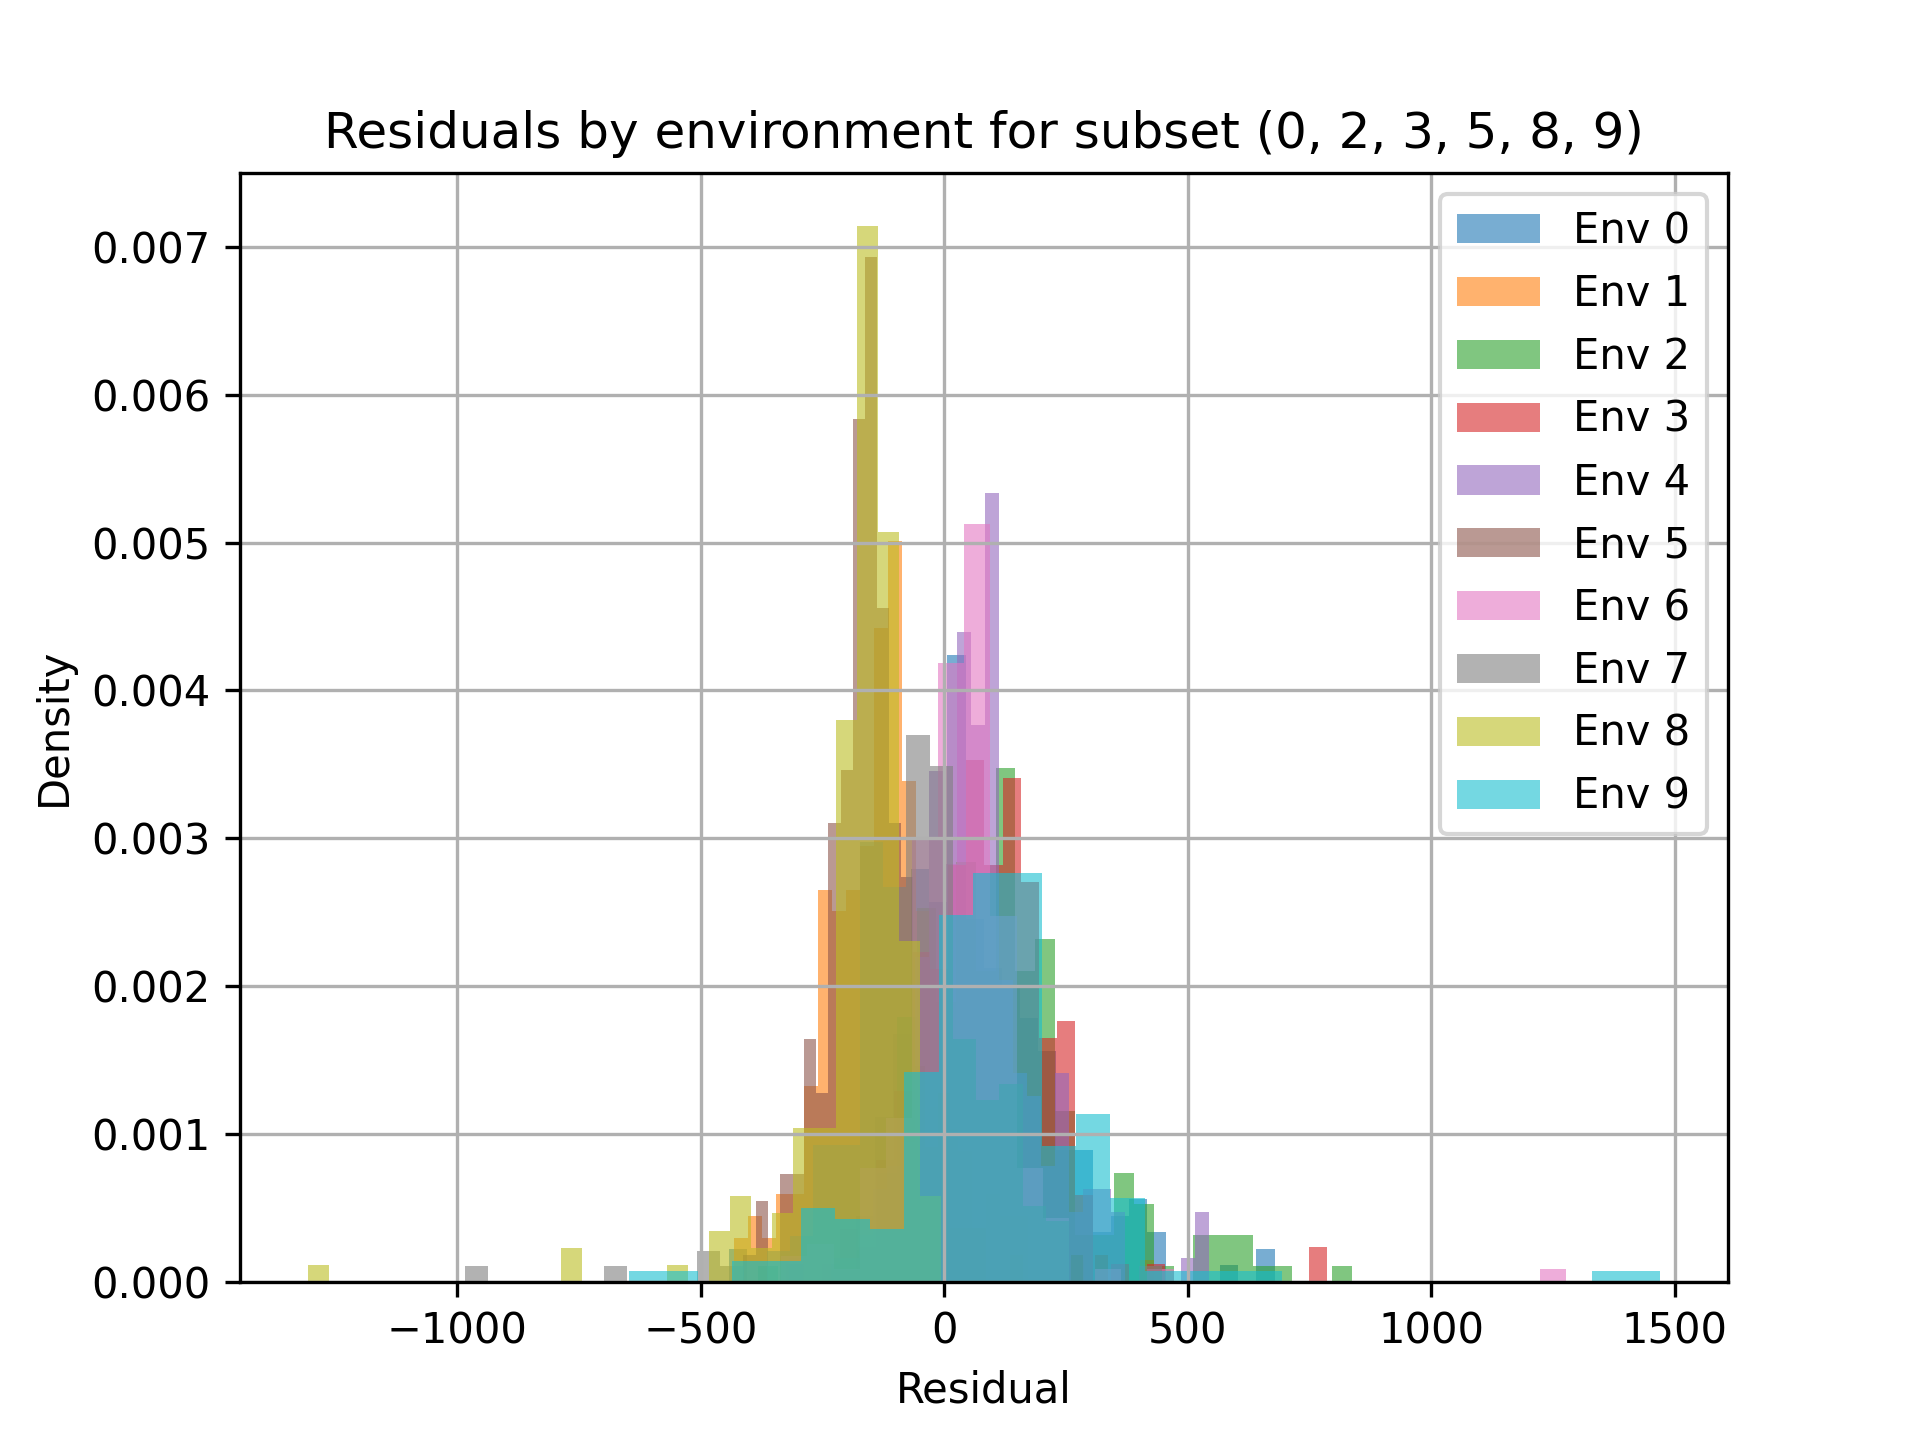 Residuals by environment for subset (0, 2, 3, 5, 8, 9)
Env 0
Env 1
Env 2
Env 3
Env 4
Env 5
Env 6
Env 7
Env 8
Env 9
Density
0.007
0.006
0.005
0.004
0.003
0.002
0.001
0.000
−1000 −500 0 500 1000 1500
Residual